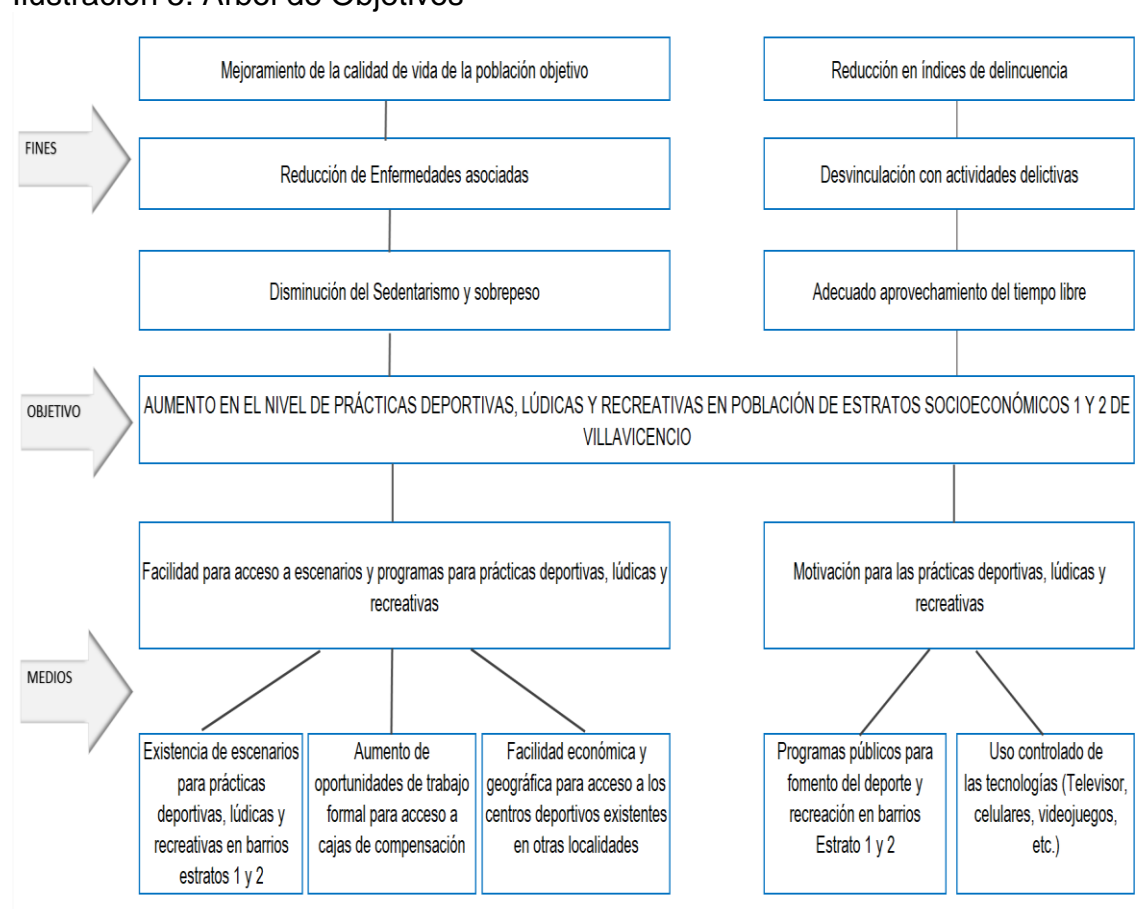 Ilustración 3. Árbol de Objetivos
Mejoramiento de la calidad de vida de la población objetivo
Reducción en índices de delincuencia
FINES
Reducción de Enfermedades asociadas
Desvinculación con actividades delictivas
Disminución del Sedentarismo y sobrepeso
Adecuado aprovechamiento del tiempo libre
OBJETIVO
AUMENTO EN EL NIVEL DE PRÁCTICAS DEPORTIVAS, LÚDICAS Y RECREATIVAS EN POBLACIÓN DE ESTRATOS SOCIOECONÓMICOS 1 Y 2 DE
VILLAVICENCIO
Facilidad para acceso a escenarios y programas para prácticas deportivas, lúdicas y
recreativas
Motivación para las prácticas deportivas, lúdicas y
recreativas
MEDIOS
Existencia de escenarios
para prácticas
deportivas, lúdicas y
recreativas en barrios
estratos 1 y 2
Aumento de
oportunidades de trabajo
formal para acceso a
cajas de compensación
Facilidad económica y
geográfica para acceso a los
centros deportivos existentes
en otras localidades
Programas públicos para
fomento del deporte y
recreación en barrios
Estrato 1 y 2
Uso controlado de
las tecnologías (Televisor,
celulares, videojuegos,
etc.)